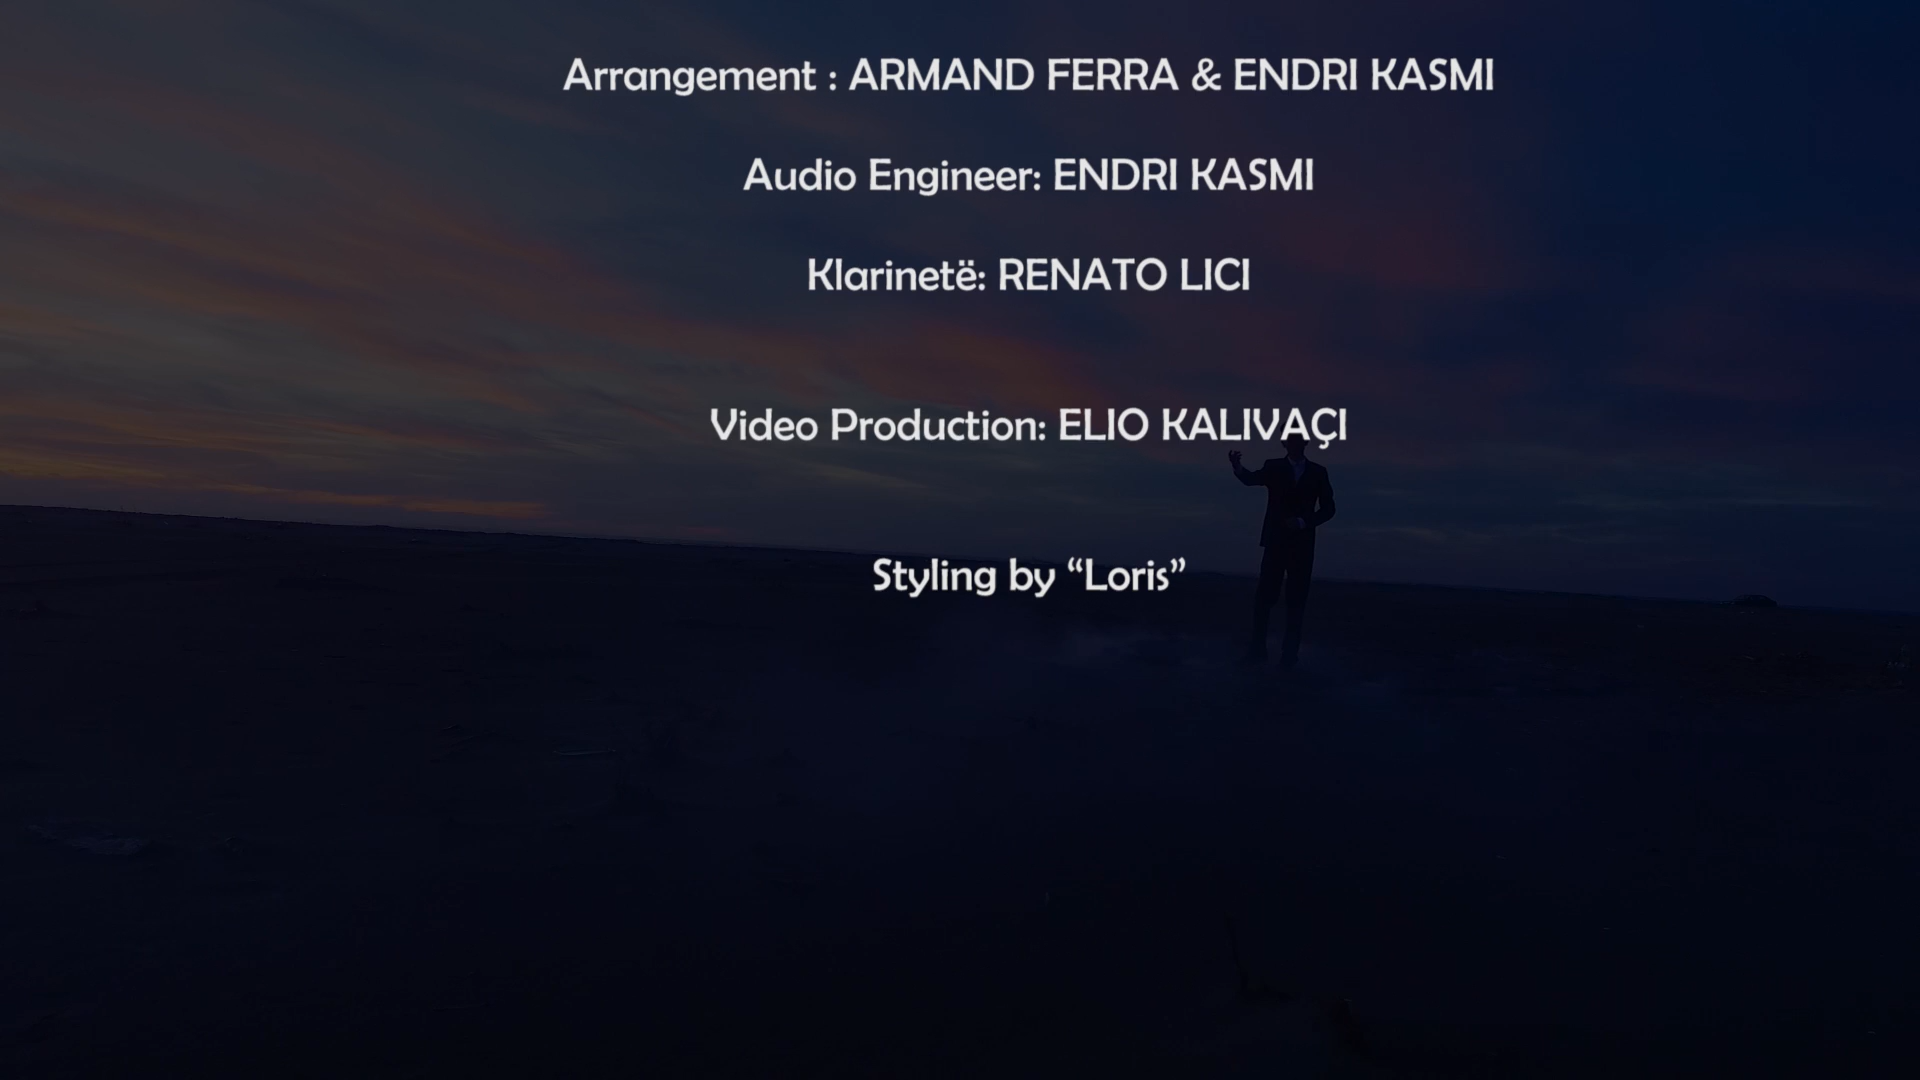 Arrangement : ARMAND FERRA & ENDRI KASMI
Audio Engineer: ENDRI KASMI
Klarinetë: RENATO LICI
Video Production: ELIO KALIVAÇI
Styling by “Loris”